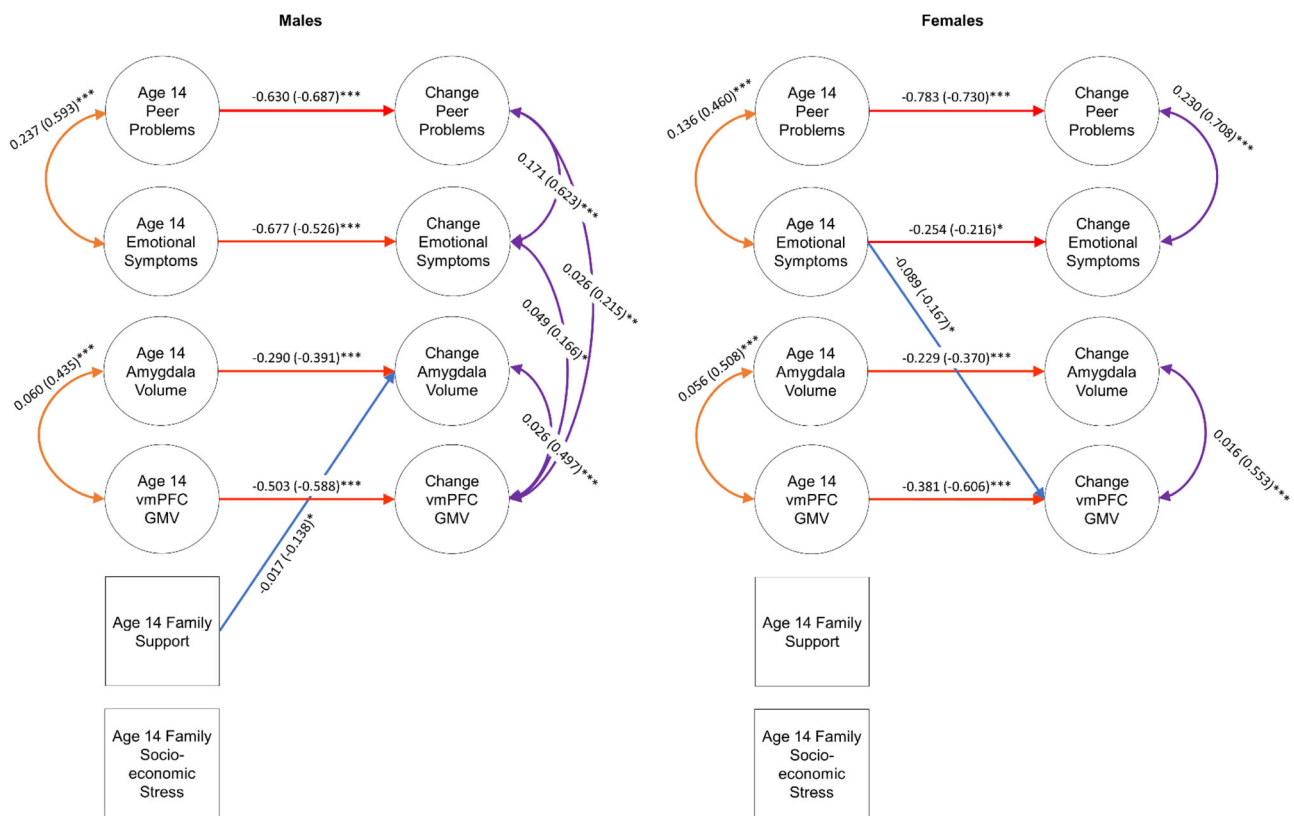 Males
Age 14
Peer
Problems
-0.630 (-0.687)***
Change
Peer
Problems
0.237 (0.593)***
0.171 (0.623)***
Age 14
Emotional
Symptoms
-0.677 (-0.526)***
Change
Emotional
Symptoms
0.026 (0.215)**
0.049 (0.166)*
Age 14
Amygdala
Volume
-0.290 (-0.391)***
Change
Amygdala
Volume
0.060 (0.435)***
0.026 (0.497)***
Age 14
vmPFC
GMV
-0.503 (-0.588)***
Change
vmPFC
GMV
-0.017 (-0.138)*
Age 14 Family
Support
Age 14 Family
Socio-
economic
Stress
Females
Age 14
Peer
Problems
-0.783 (-0.730)***
Change
Peer
Problems
0.136 (0.460)***
0.230 (0.708)***
Age 14
Emotional
Symptoms
-0.254 (-0.216)*
Change
Emotional
Symptoms
-0.089 (-0.167)*
Age 14
Amygdala
Volume
-0.229 (-0.370)***
Change
Amygdala
Volume
0.056 (0.508)***
0.016 (0.553)***
Age 14
vmPFC
GMV
-0.381 (-0.606)***
Change
vmPFC
GMV
Age 14 Family
Support
Age 14 Family
Socio-
economic
Stress